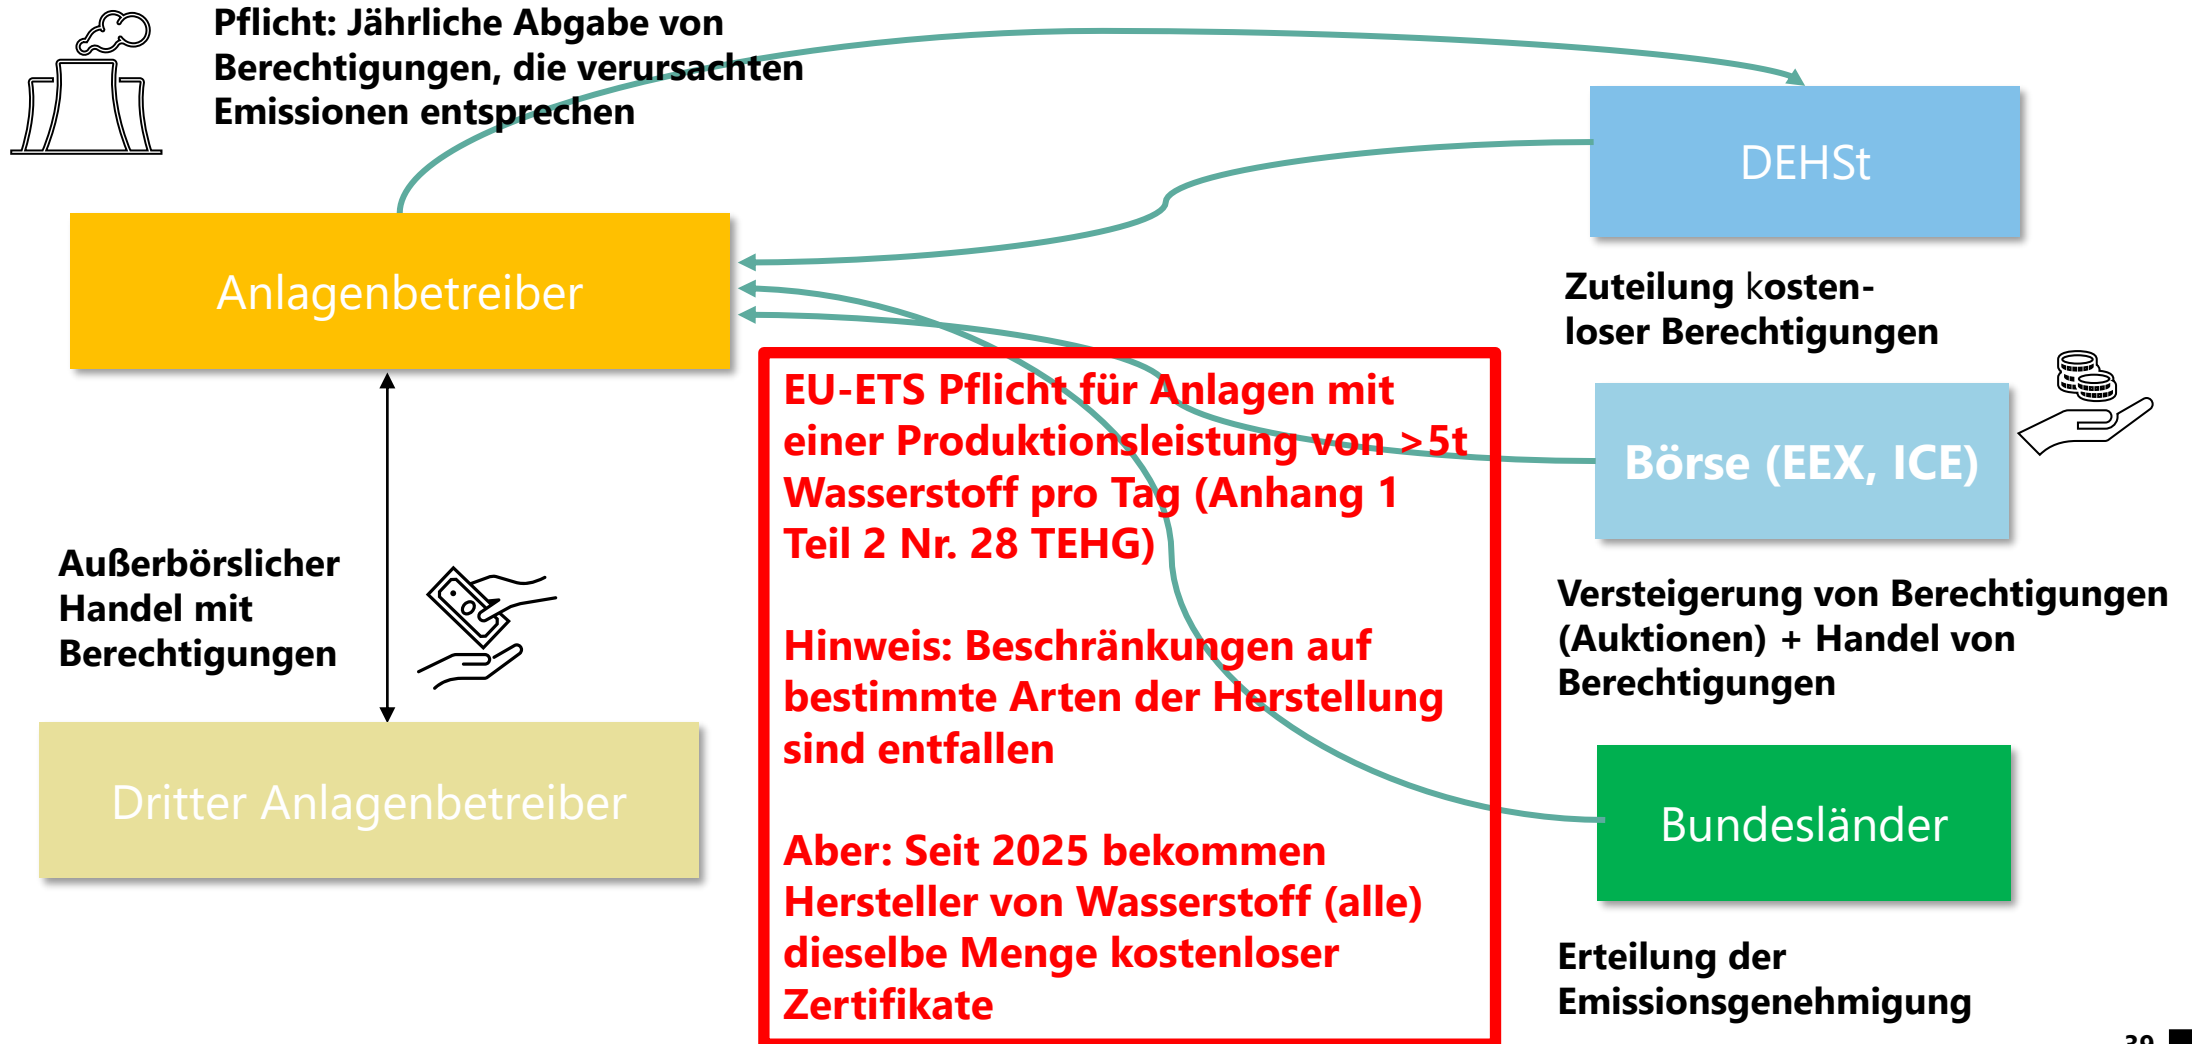 Pflicht: Jährliche Abgabe von
Berechtigungen, die verursachten
Emissionen entsprechen
DEHSt
Anlagenbetreiber
Zuteilung kosten-
loser Berechtigungen
EU-ETS Pflicht für Anlagen mit
einer Produktionsleistung von >5t
Wasserstoff pro Tag (Anhang 1
Teil 2 Nr. 28 TEHG)
Hinweis: Beschränkungen auf
bestimmte Arten der Herstellung
sind entfallen
Aber: Seit 2025 bekommen
Hersteller von Wasserstoff (alle)
dieselbe Menge kostenloser
Zertifikate
Börse (EEX, ICE)
Außerbörslicher
Handel mit
Berechtigungen
Versteigerung von Berechtigungen
(Auktionen) + Handel von
Berechtigungen
Dritter Anlagenbetreiber
Bundesländer
Erteilung der
Emissionsgenehmigung
39